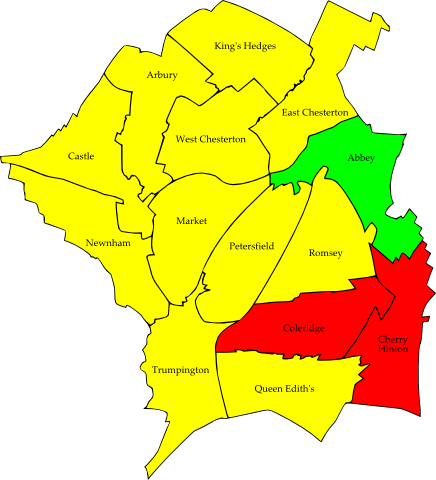 King's Hedges
Arbury
East Chesterton
West Chesterton
Castle
Abbey
Market
Newnham
Petersfield
Romsey
Coleridge
Cherry
Hinton
Trumpington
Queen Edith's